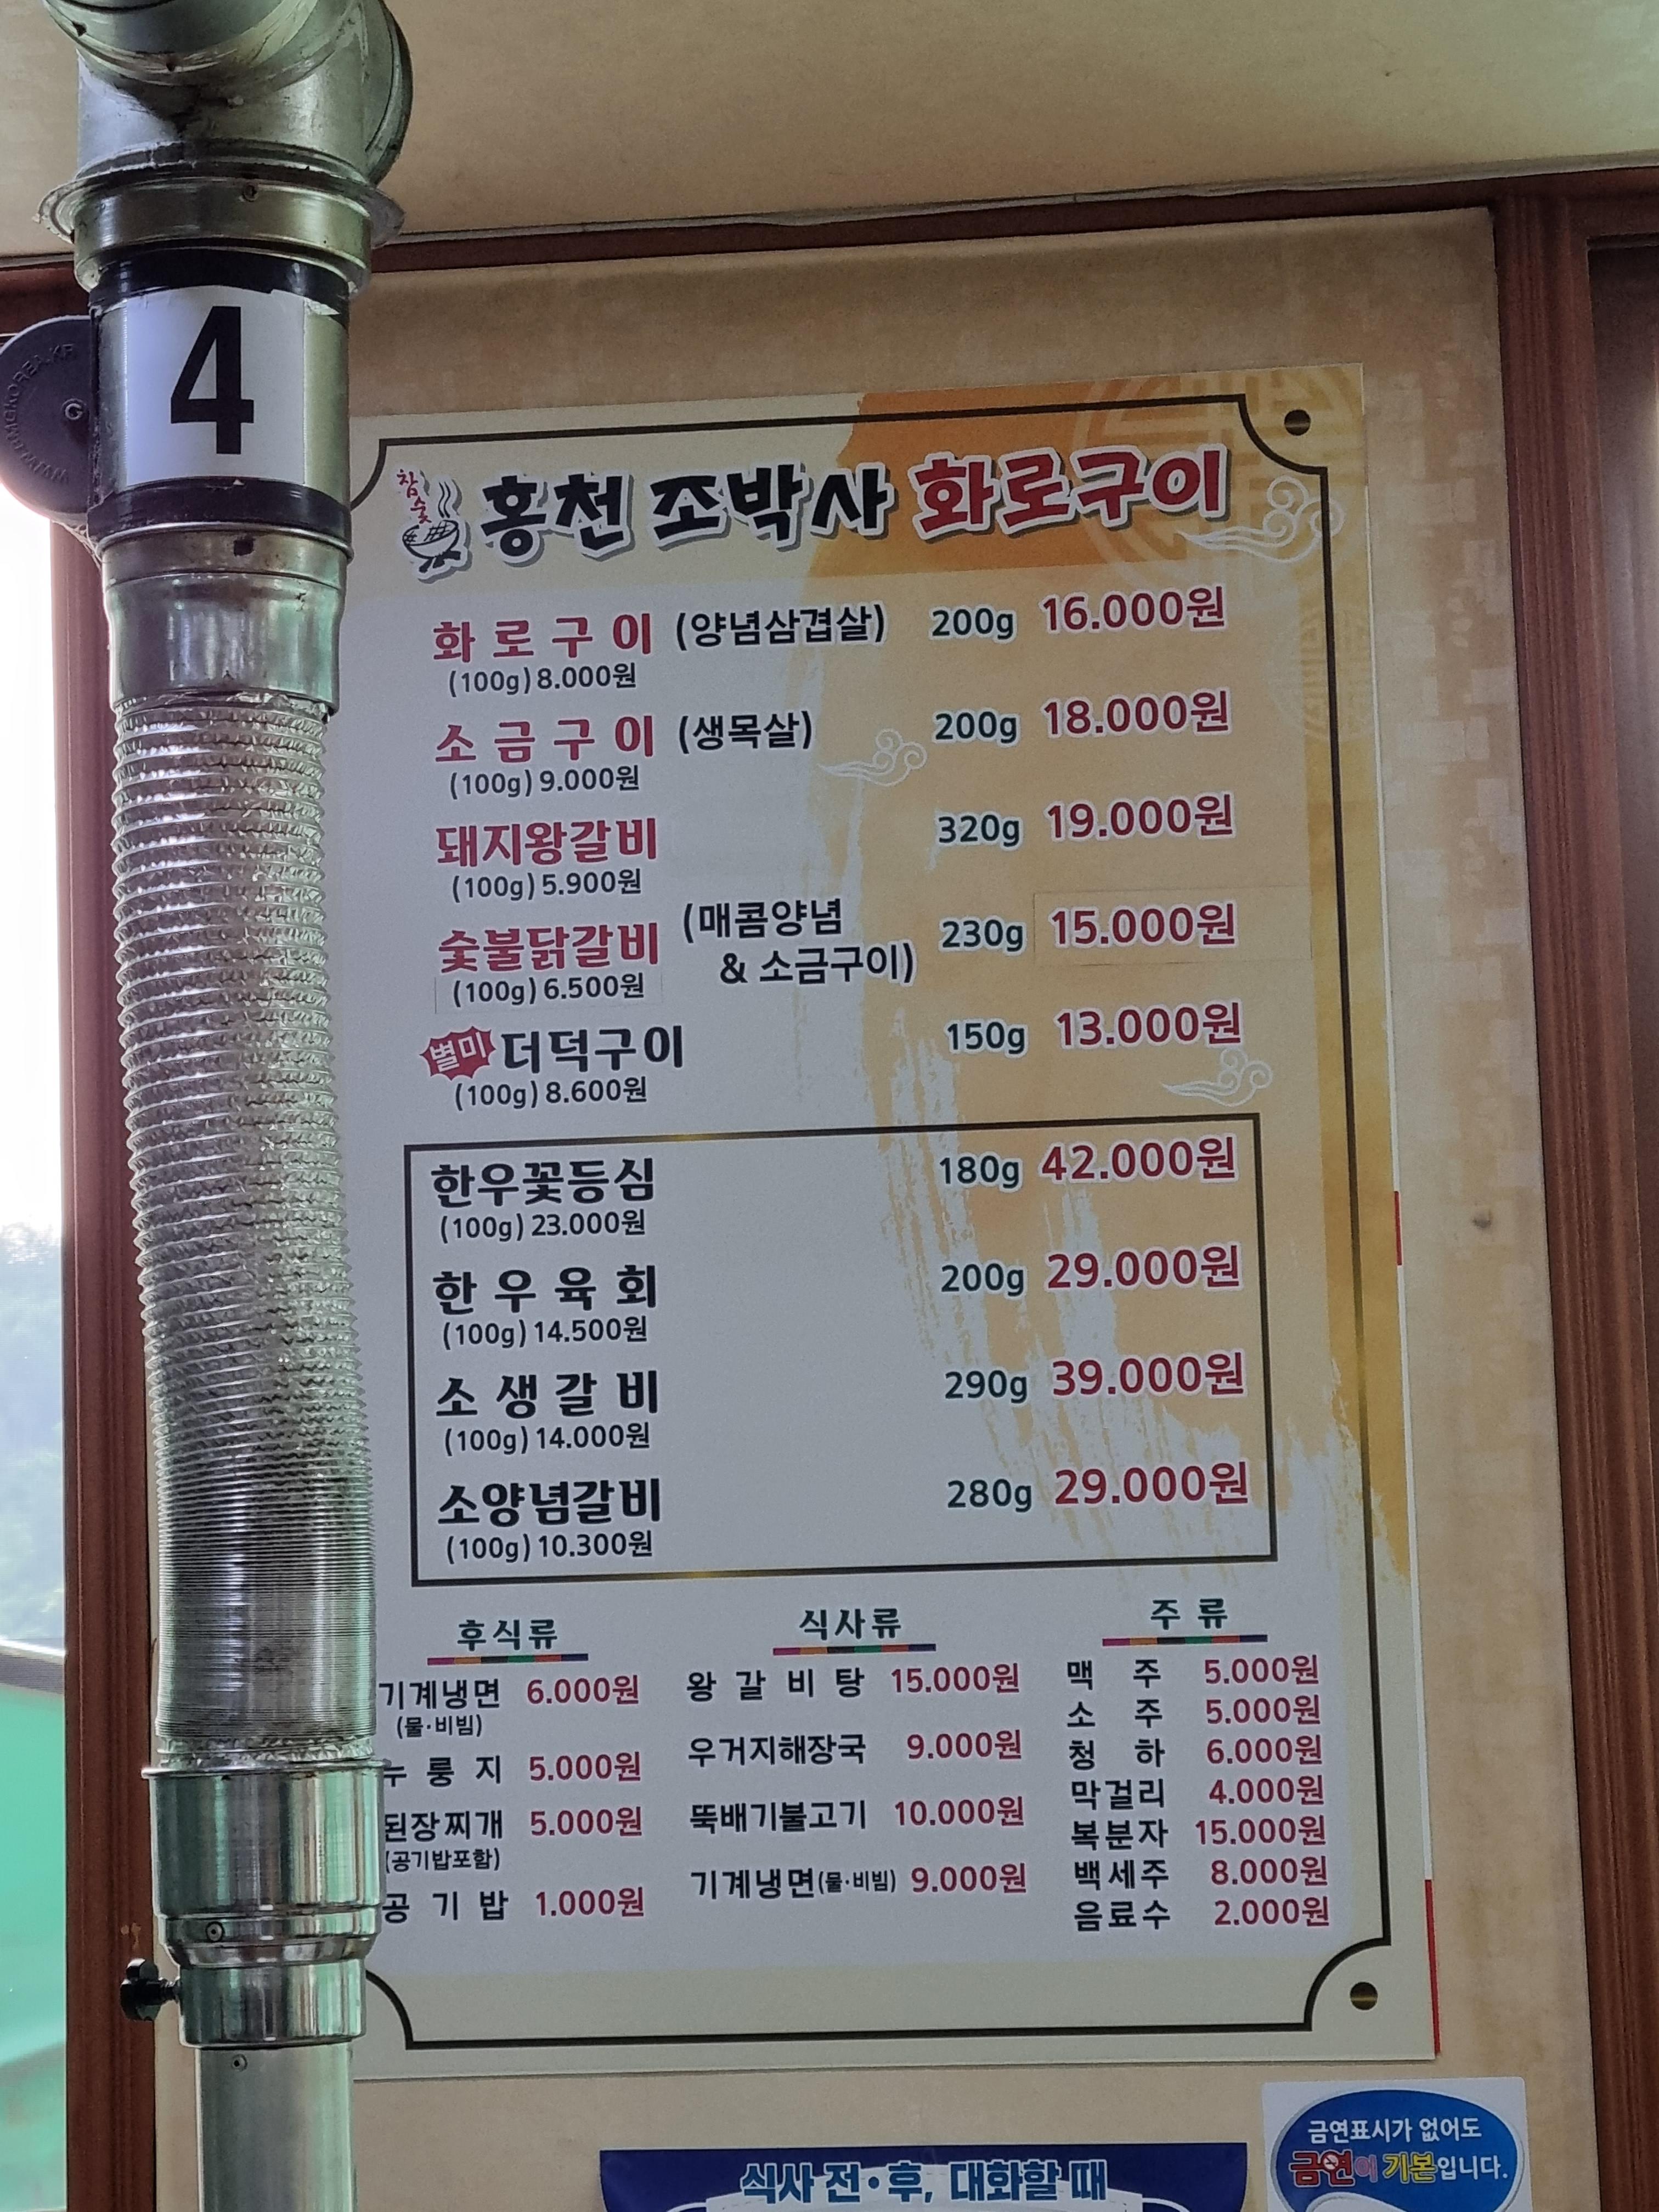 4
참숯
홍천 조박사 화로구이
화로구이 (양념삼겹살) 200g 16.000원
(100g) 8.000원
소금구이 (생목살) 200g 18.000원
(100g) 9.000원
돼지왕갈비 320g 19.000원
(100g) 5.900원
숯불닭갈비 (매콤양념 & 소금구이) 230g 15.000원
(100g) 6.500원
별미 더덕구이 150g 13.000원
(100g) 8.600원
한우꽃등심 180g 42.000원
(100g) 23.000원
한우육회 200g 29.000원
(100g) 14.500원
소생갈비 290g 39.000원
(100g) 14.000원
소양념갈비 280g 29.000원
(100g) 10.300원
후식류
기계냉면 6.000원
(물·비빔)
누룽지 5.000원
된장찌개 5.000원
(공기밥포함)
공기밥 1.000원
식사류
왕갈비탕 15.000원
우거지해장국 9.000원
뚝배기불고기 10.000원
기계냉면(물·비빔) 9.000원
주류
맥주 5.000원
소주 5.000원
청하 6.000원
막걸리 4.000원
복분자 15.000원
백세주 8.000원
음료수 2.000원
식사 전·후, 대화할 때
금연표시가 없어도
금연이 기본입니다.